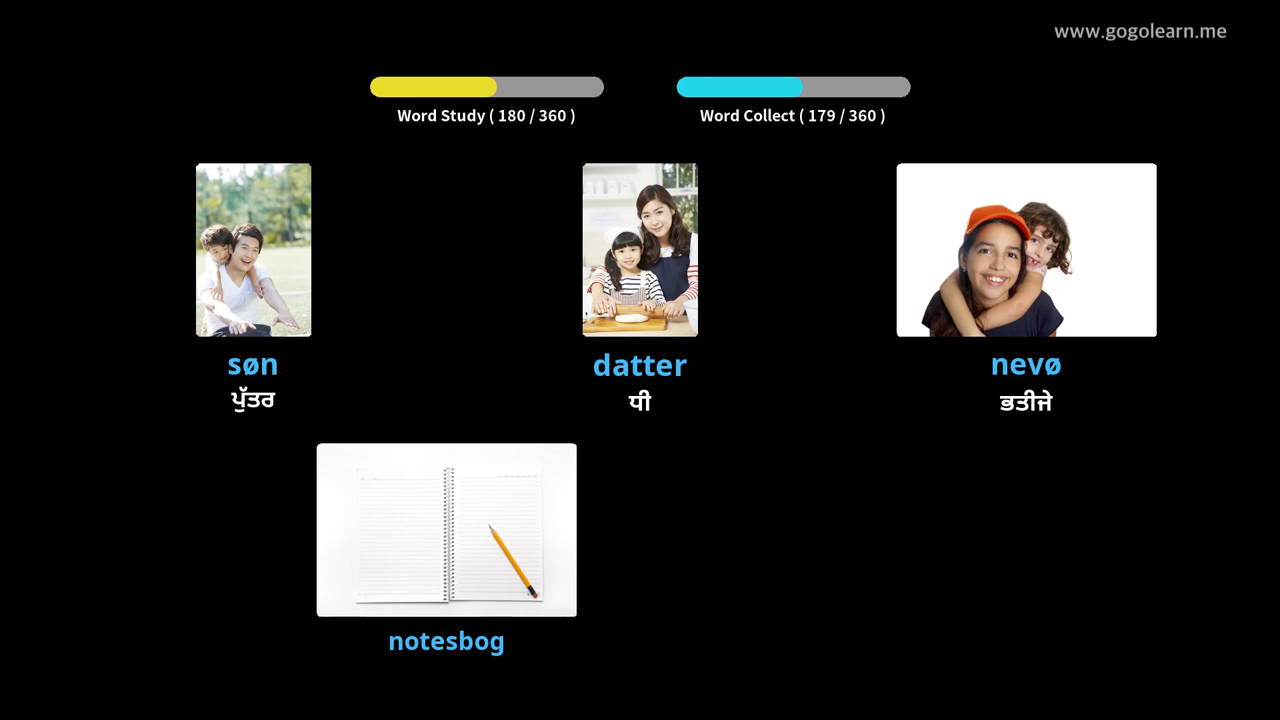 www.gogolearn.me
Word Study ( 180 / 360 )
Word Collect ( 179 / 360 )
søn
datter
nevø
ਪੁੱਤਰ
ਧੀ
ਭਤੀਜੇ
notesbog